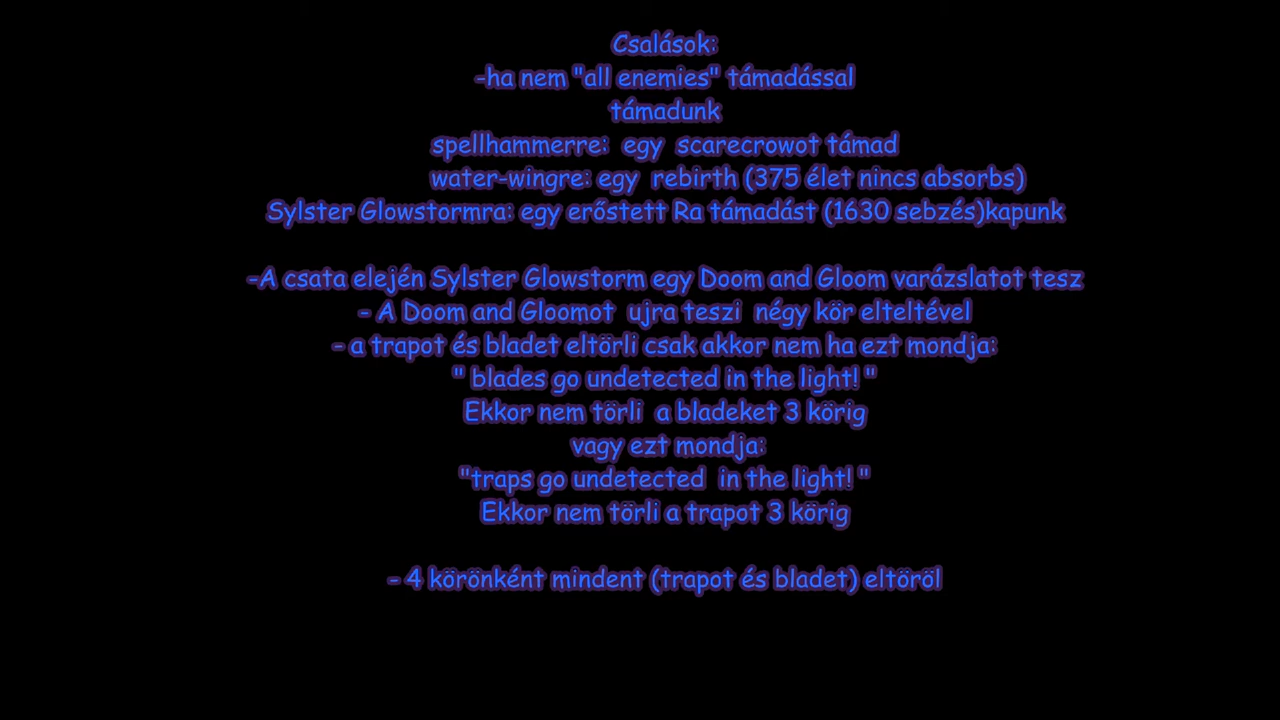 Csalások:
-ha nem "all enemies" támadással
támadunk
spellhammerre: egy scarecrowot támad
water-wingre: egy rebirth (375 élet nincs absorbs)
Sylster Glowstormra: egy erőstett Ra támadást (1630 sebzés)kapunk
-A csata elején Sylster Glowstorm egy Doom and Gloom varázslatot tesz
- A Doom and Gloomot ujra teszi négy kör elteltével
- a trapot és bladet eltörli csak akkor nem ha ezt mondja:
" blades go undetected in the light! "
Ekkor nem törli a bladeket 3 körig
vagy ezt mondja:
"traps go undetected in the light! "
Ekkor nem törli a trapot 3 körig
- 4 körönként mindent (trapot és bladet) eltöröl